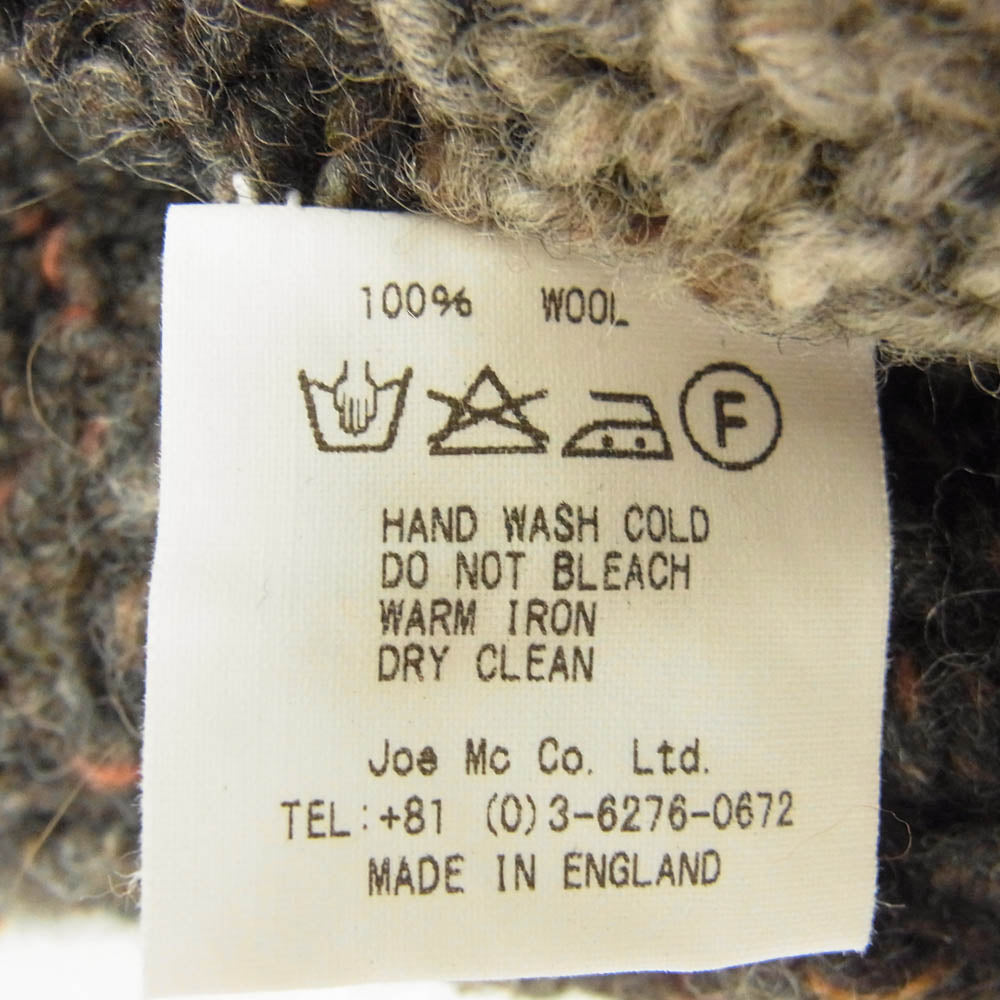 100% WOOL
F
HAND WASH COLD
DO NOT BLEACH
WARM IRON
DRY CLEAN
Joe Mc Co. Ltd.
TEL:+81 (0)3-6276-0672
MADE IN ENGLAND